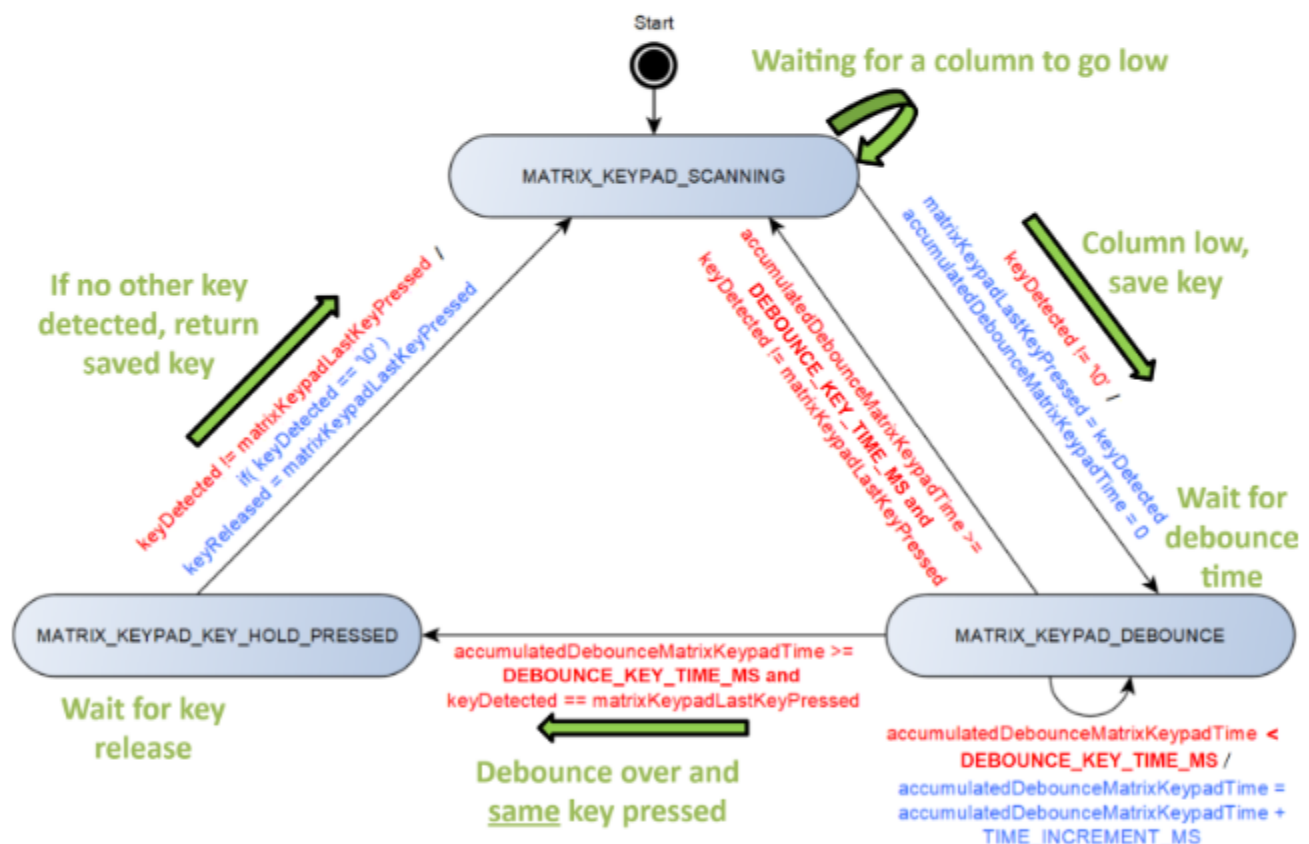 Start
Waiting for a column to go low
MATRIX_KEYPAD_SCANNING
If no other key
detected, return
saved key
keyDetected != matrixKeypadLastKeyPressed /
if( keyDetected == '\0' )
keyReleased = matrixKeypadLastKeyPressed
accumulatedDebounceMatrixKeypadTime >=
DEBOUNCE_KEY_TIME_MS and
keyDetected != matrixKeypadLastKeyPressed
keyDetected != '\0' /
matrixKeypadLastKeyPressed = keyDetected
accumulatedDebounceMatrixKeypadTime = 0
Column low,
save key
Wait for
debounce
time
MATRIX_KEYPAD_KEY_HOLD_PRESSED
MATRIX_KEYPAD_DEBOUNCE
accumulatedDebounceMatrixKeypadTime >=
DEBOUNCE_KEY_TIME_MS and
keyDetected == matrixKeypadLastKeyPressed
Wait for key
release
Debounce over and
same key pressed
accumulatedDebounceMatrixKeypadTime <
DEBOUNCE_KEY_TIME_MS /
accumulatedDebounceMatrixKeypadTime =
accumulatedDebounceMatrixKeypadTime +
TIME_INCREMENT_MS